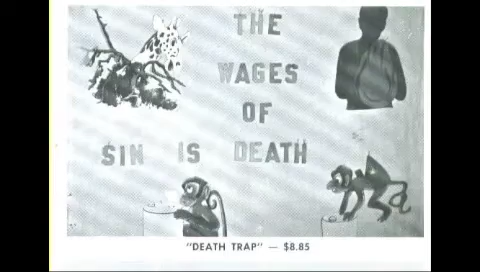 THE
WAGES
OF
SIN IS DEATH
"DEATH TRAP" — $8.85